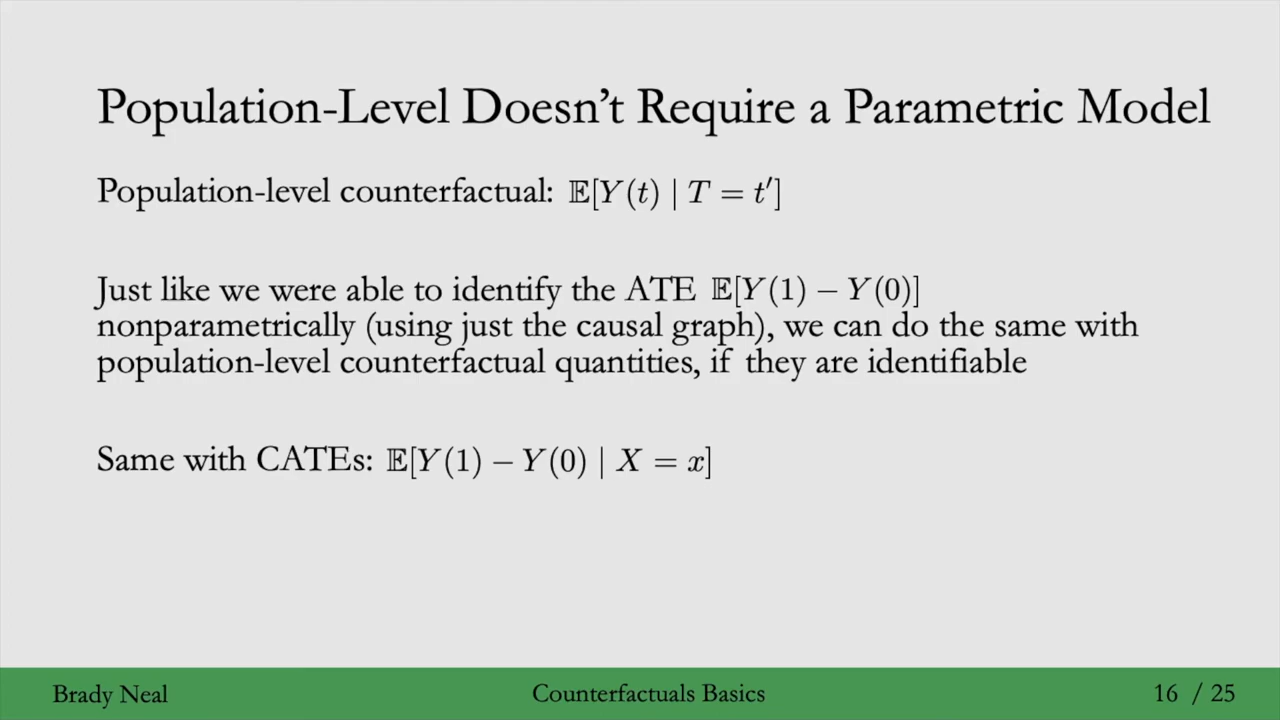 Population-Level Doesn't Require a Parametric Model
Population-level counterfactual: 𝔼[Y(t) | T = t′]
Just like we were able to identify the ATE 𝔼[Y(1) − Y(0)]
nonparametrically (using just the causal graph), we can do the same with
population-level counterfactual quantities, if they are identifiable
Same with CATEs: 𝔼[Y(1) − Y(0) | X = x]
Brady Neal
Counterfactuals Basics
16 / 25